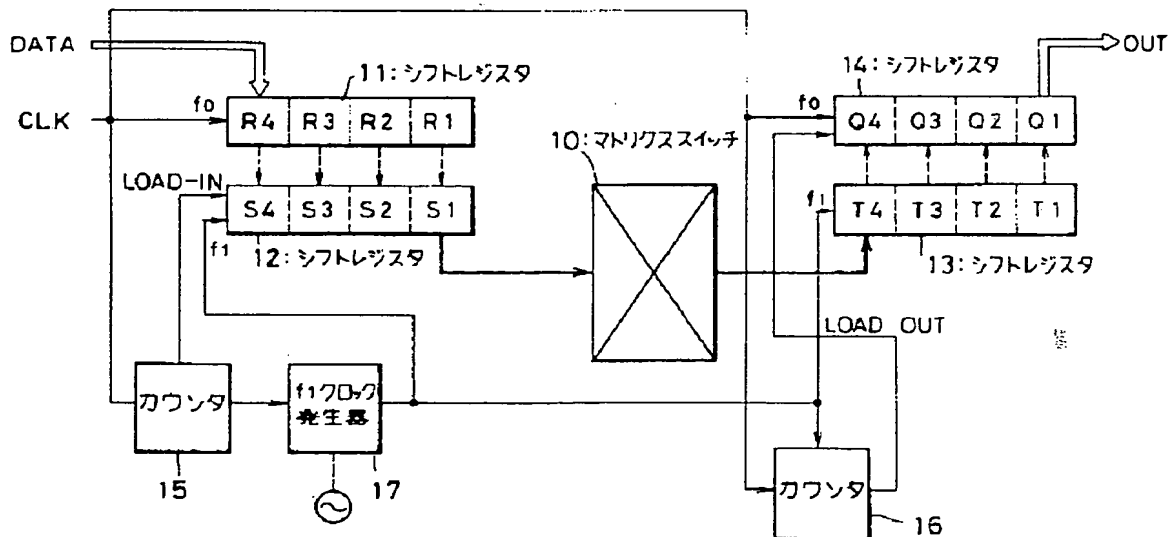 DATA
CLK
f0
11:シフトレジスタ
R4 R3 R2 R1
LOAD-IN
S4 S3 S2 S1
f1
12:シフトレジスタ
10:マトリクススイッチ
14:シフトレジスタ
OUT
f0
Q4 Q3 Q2 Q1
f1
T4 T3 T2 T1
13:シフトレジスタ
LOAD OUT
カウンタ
15
f1クロック
発生器
17
カウンタ
16